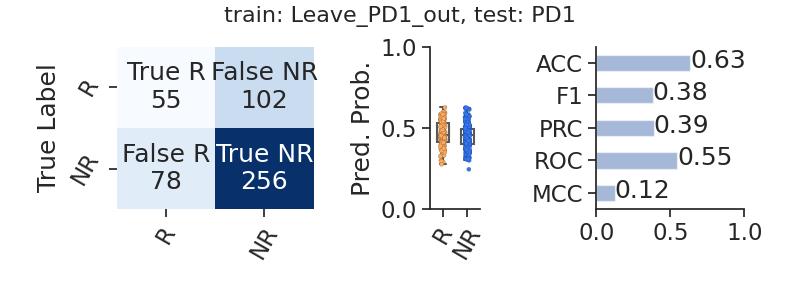 train: Leave_PD1_out, test: PD1
True Label
R
NR
True R
55
False NR
102
False R
78
True NR
256
R
NR
Pred. Prob.
1.0
0.5
0.0
R
NR
ACC
F1
PRC
ROC
MCC
0.63
0.38
0.39
0.55
0.12
0.0
0.5
1.0